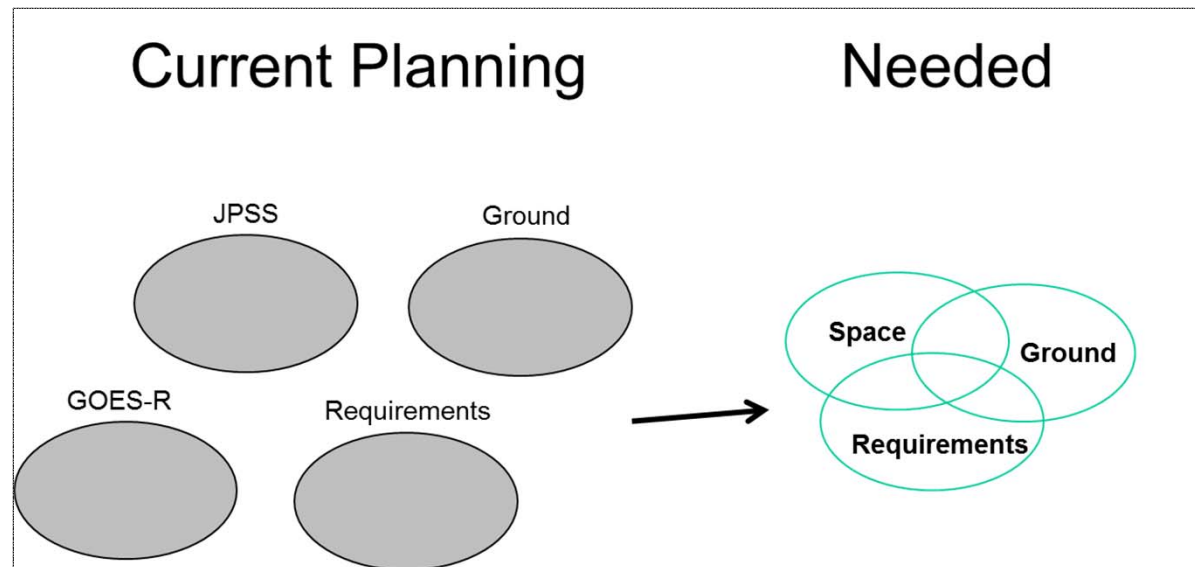 Current Planning
Needed
JPSS
Ground
GOES-R
Requirements
Space
Ground
Requirements